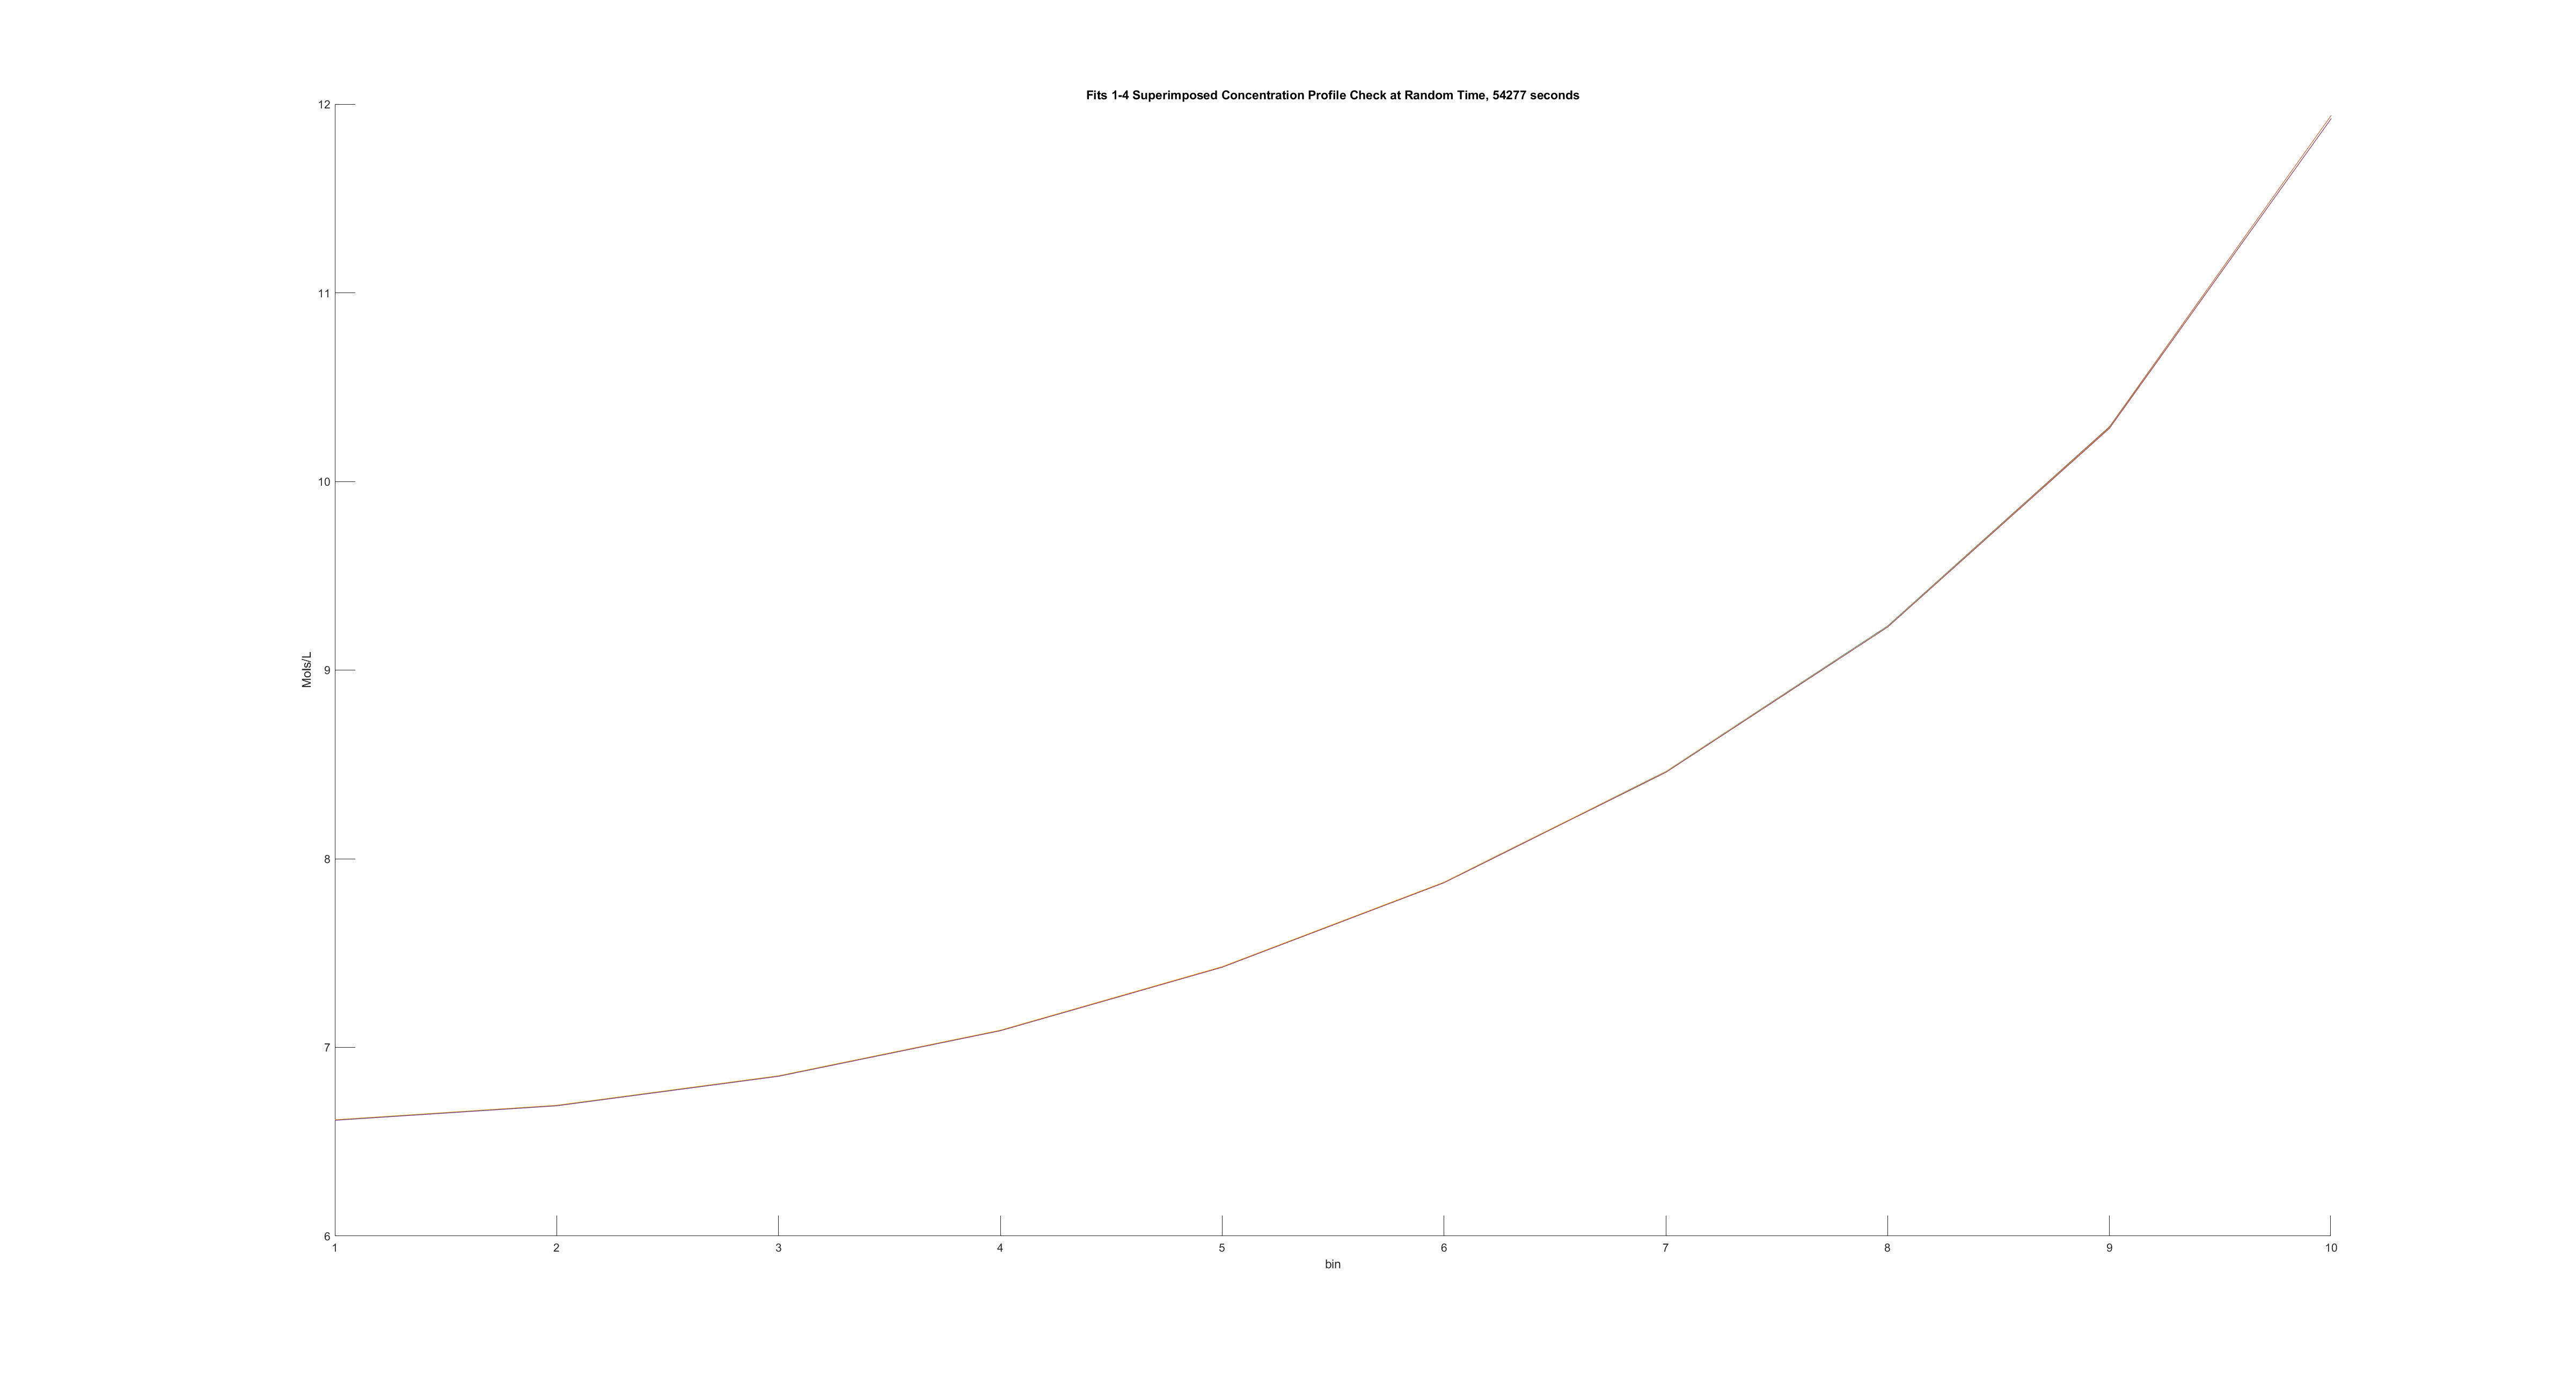 Fits 1-4 Superimposed Concentration Profile Check at Random Time, 54277 seconds
12
11
10
9
8
7
6
Mols/L
1 2 3 4 5 6 7 8 9 10
bin